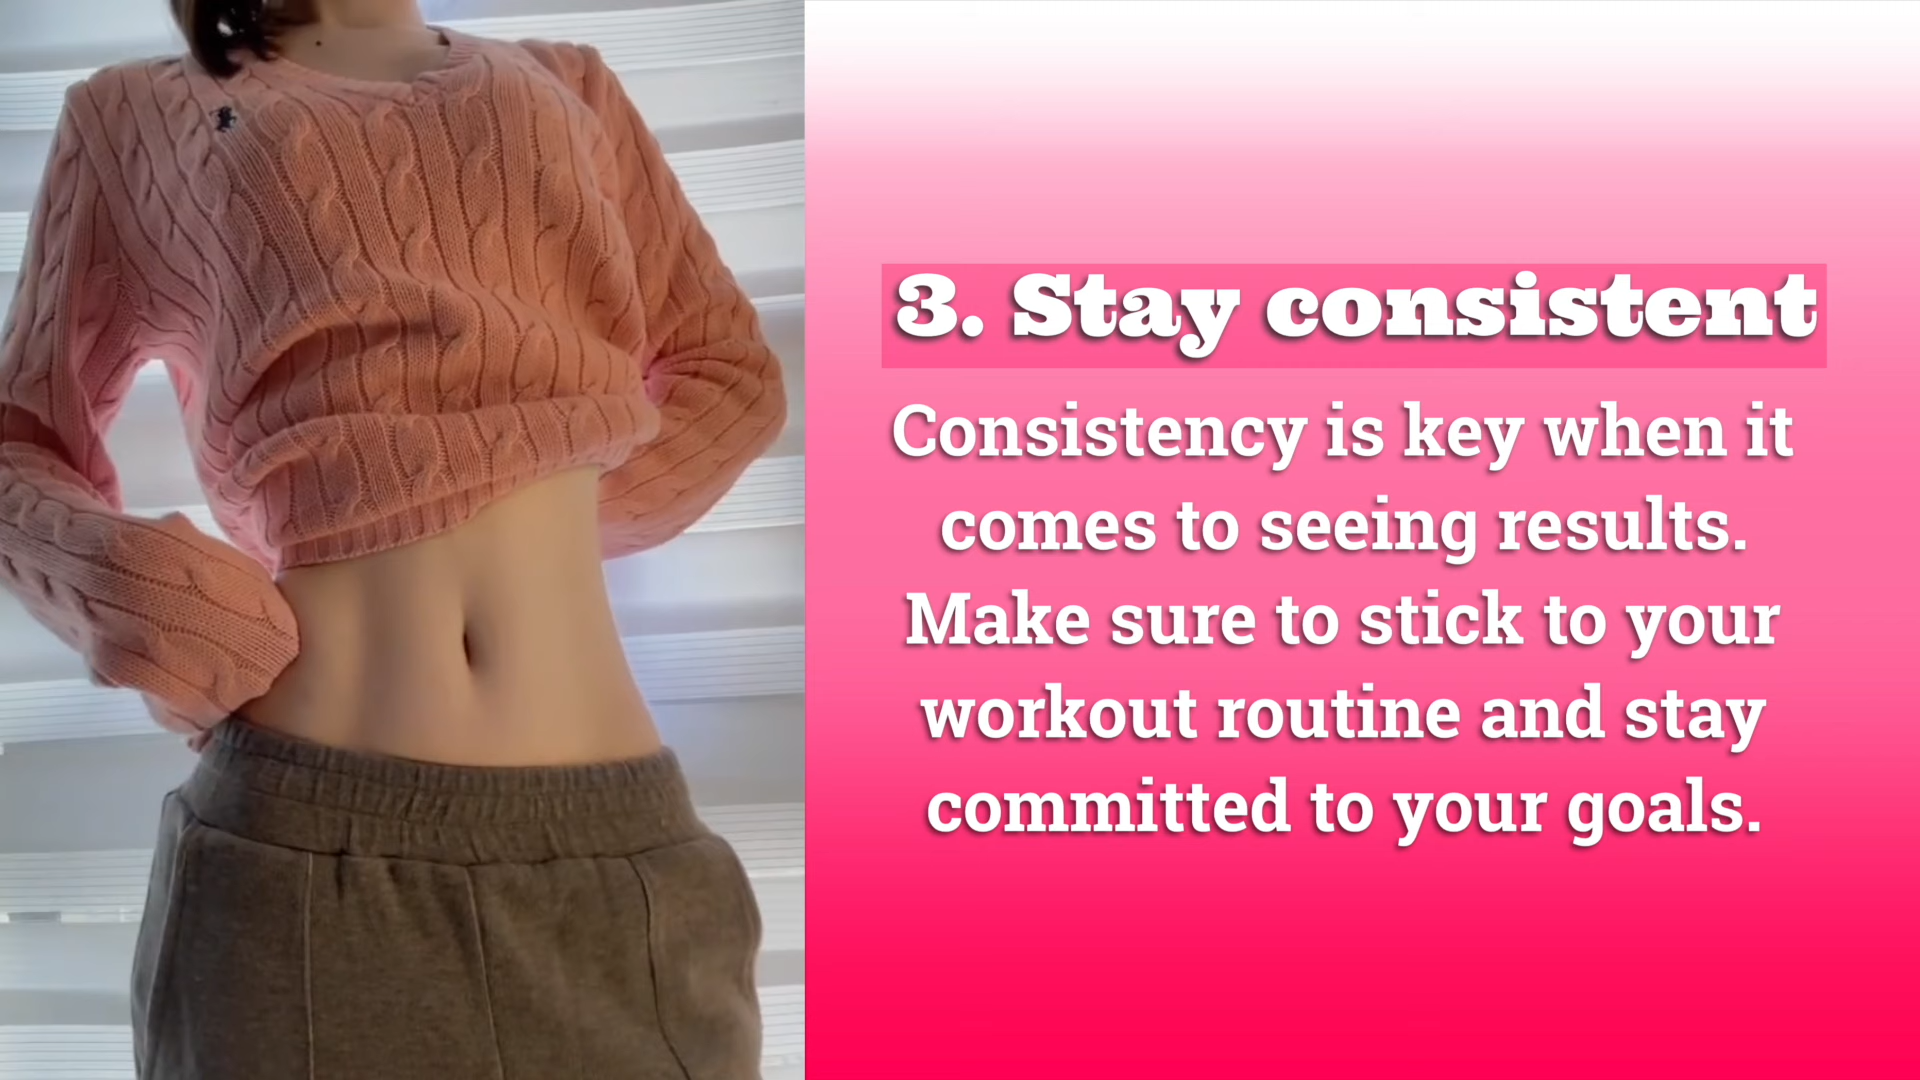 3. Stay consistent
Consistency is key when it
comes to seeing results.
Make sure to stick to your
workout routine and stay
committed to your goals.